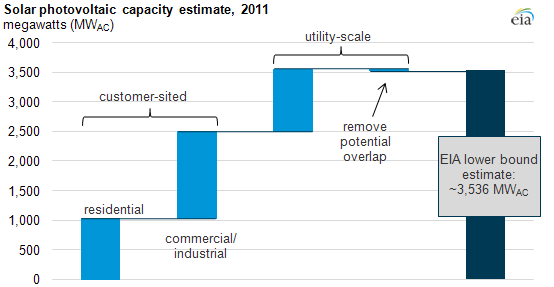 Solar photovoltaic capacity estimate, 2011
megawatts (MWAC)
eia
4,000
3,500
3,000
2,500
2,000
1,500
1,000
500
0
utility-scale
customer-sited
remove
potential
overlap
residential
commercial/
industrial
EIA lower bound
estimate:
~3,536 MWAC